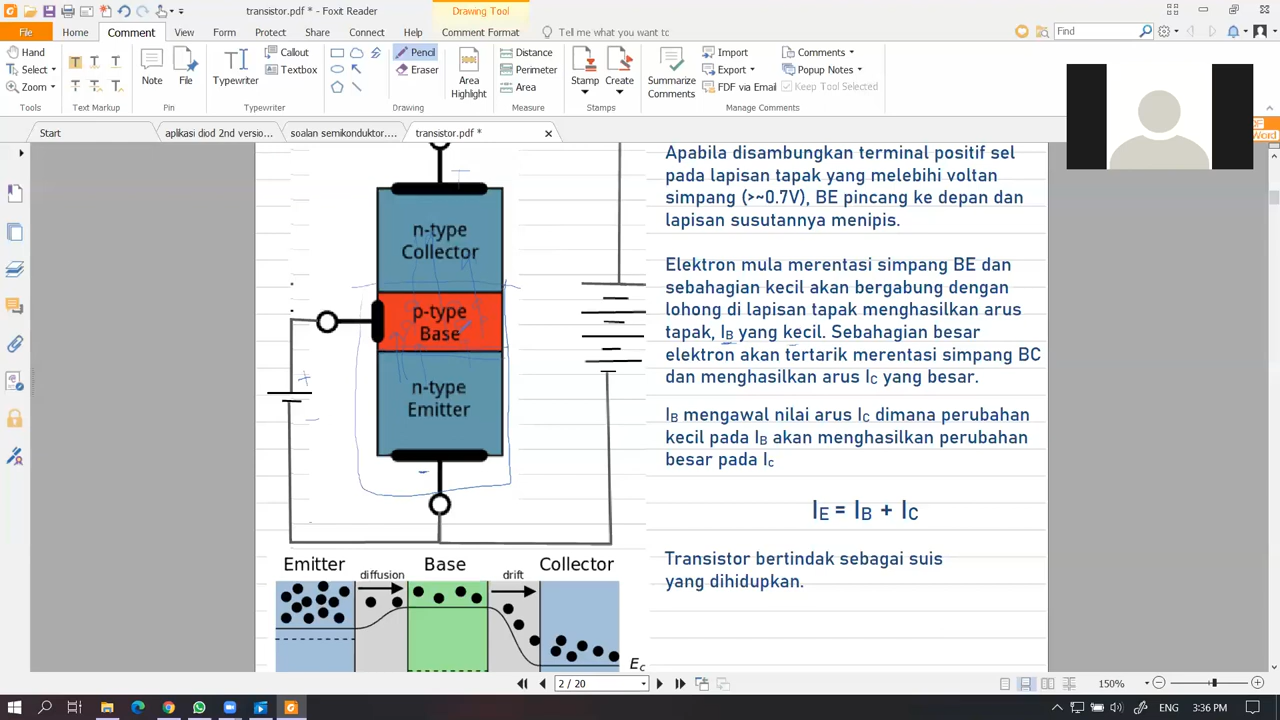 transistor.pdf * - Foxit Reader
Drawing Tool
File
Home
Comment
View
Form
Protect
Share
Connect
Help
Comment Format
Tell me what you want to do
Find
Hand
Select
Zoom
Tools
Text Markup
Note
File
Pin
Typewriter
Callout
Textbox
Typewriter
Pencil
Eraser
Drawing
Area
Highlight
Distance
Perimeter
Area
Measure
Stamp
Create
Stamps
Summarize
Comments
Import
Export
FDF via Email
Comments
Popup Notes
Keep Tool Selected
Manage Comments
Start
aplikasi diod 2nd versio...
soalan semikonduktor....
transistor.pdf *
Word
n-type
Collector
p-type
Base
n-type
Emitter
Emitter
diffusion
Base
drift
Collector
Ec
Apabila disambungkan terminal positif sel
pada lapisan tapak yang melebihi voltan
simpang (>~0.7V), BE pincang ke depan dan
lapisan susutannya menipis.
Elektron mula merentasi simpang BE dan
sebahagian kecil akan bergabung dengan
lohong di lapisan tapak menghasilkan arus
tapak, IB yang kecil. Sebahagian besar
elektron akan tertarik merentasi simpang BC
dan menghasilkan arus IC yang besar.
IB mengawal nilai arus IC dimana perubahan
kecil pada IB akan menghasilkan perubahan
besar pada Ic
IE = IB + IC
Transistor bertindak sebagai suis
yang dihidupkan.
2 / 20
150%
ENG
3:36 PM